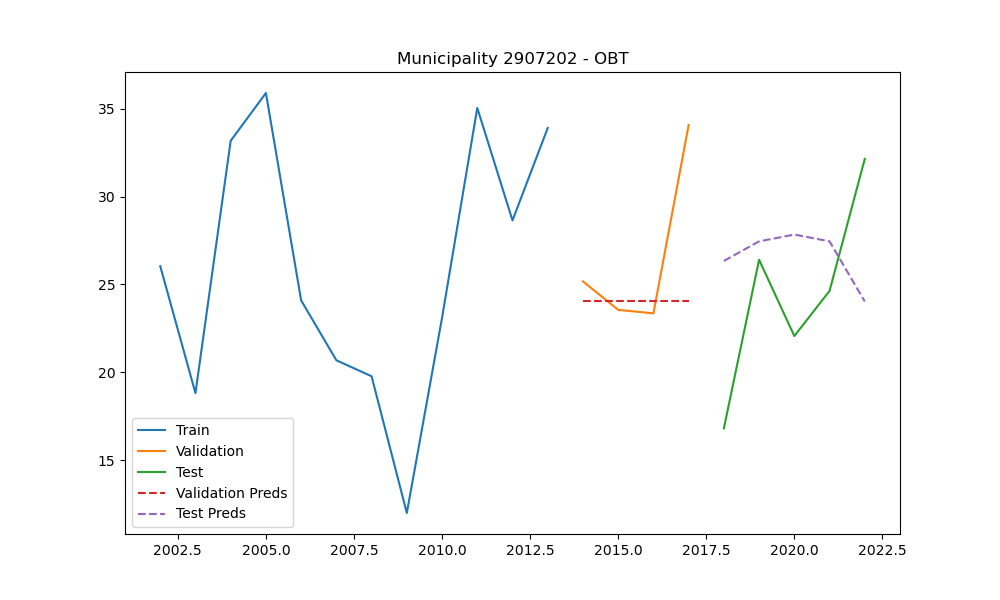 Municipality 2907202 - OBT
35
30
25
20
15
Train
Validation
Test
Validation Preds
Test Preds
2002.5 2005.0 2007.5 2010.0 2012.5 2015.0 2017.5 2020.0 2022.5